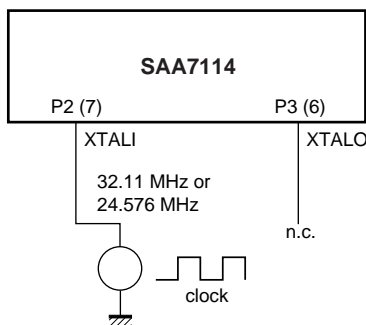 SAA7114
P2 (7) P3 (6)
XTALI XTALO
32.11 MHz or
24.576 MHz
n.c.
clock